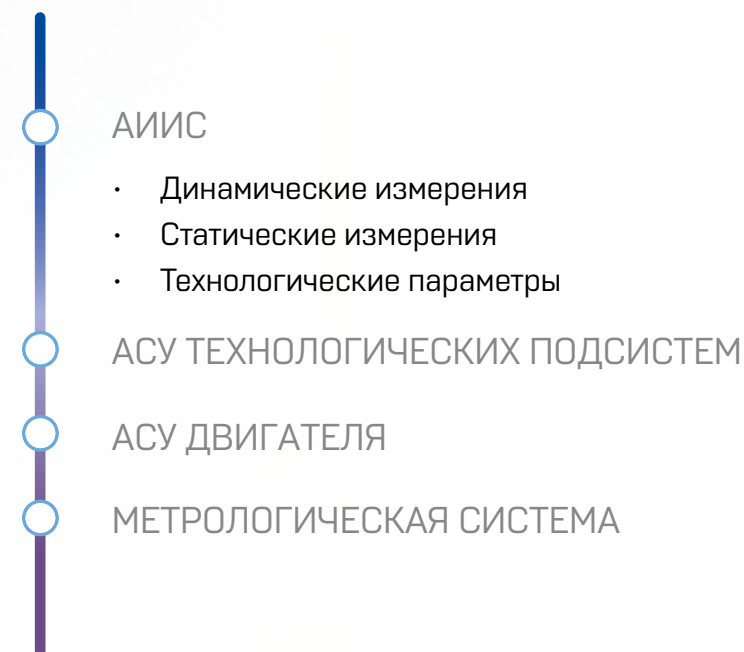 АИИС
• Динамические измерения
• Статические измерения
• Технологические параметры
АСУ ТЕХНОЛОГИЧЕСКИХ ПОДСИСТЕМ
АСУ ДВИГАТЕЛЯ
МЕТРОЛОГИЧЕСКАЯ СИСТЕМА